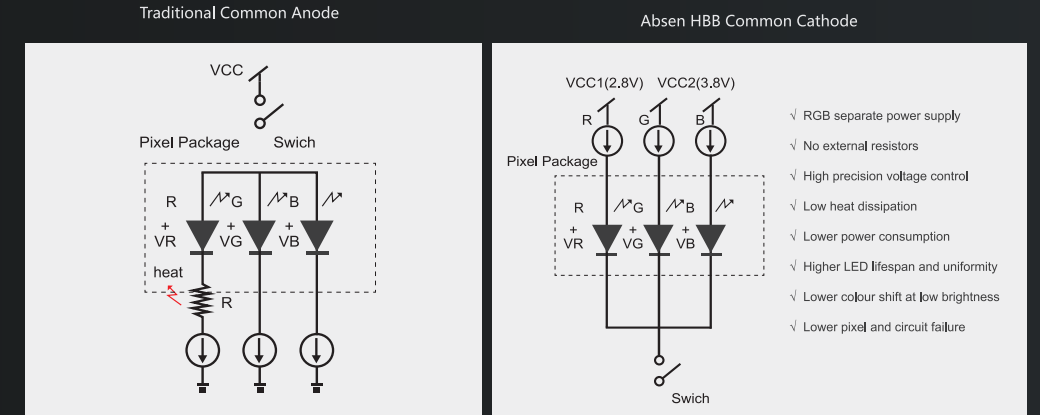 Traditional Common Anode
VCC
Pixel Package Swich
R G B
+ + +
VR VG VB
heat
R
Absen HBB Common Cathode
VCC1(2.8V) VCC2(3.8V)
R G B
Pixel Package
R G B
+ + +
VR VG VB
Swich
√ RGB separate power supply
√ No external resistors
√ High precision voltage control
√ Low heat dissipation
√ Lower power consumption
√ Higher LED lifespan and uniformity
√ Lower colour shift at low brightness
√ Lower pixel and circuit failure